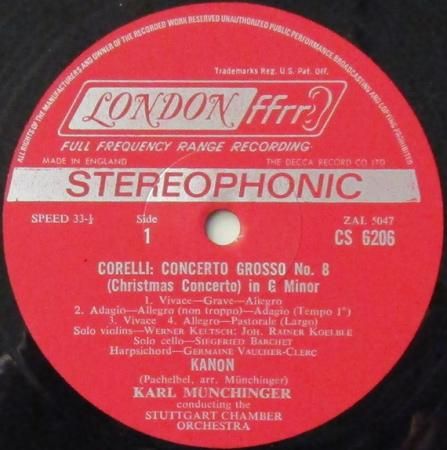 ALL RIGHTS OF THE MANUFACTURERS AND OF THE OWNER OF THE RECORDED WORK RESERVED UNAUTHORIZED PUBLIC PERFORMANCE BROADCASTING AND COPYING PROHIBITED
Trademarks Reg. U.S. Pat. Off.
LONDON ffrr
FULL FREQUENCY RANGE RECORDING
MADE IN ENGLAND THE DECCA RECORD CO LTD
STEREOPHONIC
SPEED 33-⅓ Side ZAL 5047
1 CS 6206
CORELLI: CONCERTO GROSSO No. 8
(Christmas Concerto) in G Minor
1. Vivace—Grave—Allegro
2. Adagio—Allegro (non troppo)—Adagio (Tempo 1°)
3. Vivace 4. Allegro—Pastorale (Largo)
Solo violins—WERNER KELTSCH: JOH. RAINER KOELBLE
Solo cello—SIEGFRIED BARCHET
Harpsichord—GERMAINE VAUCHER-CLERC
KANON
(Pachelbel, arr. Münchinger)
KARL MÜNCHINGER
conducting the
STUTTGART CHAMBER
ORCHESTRA